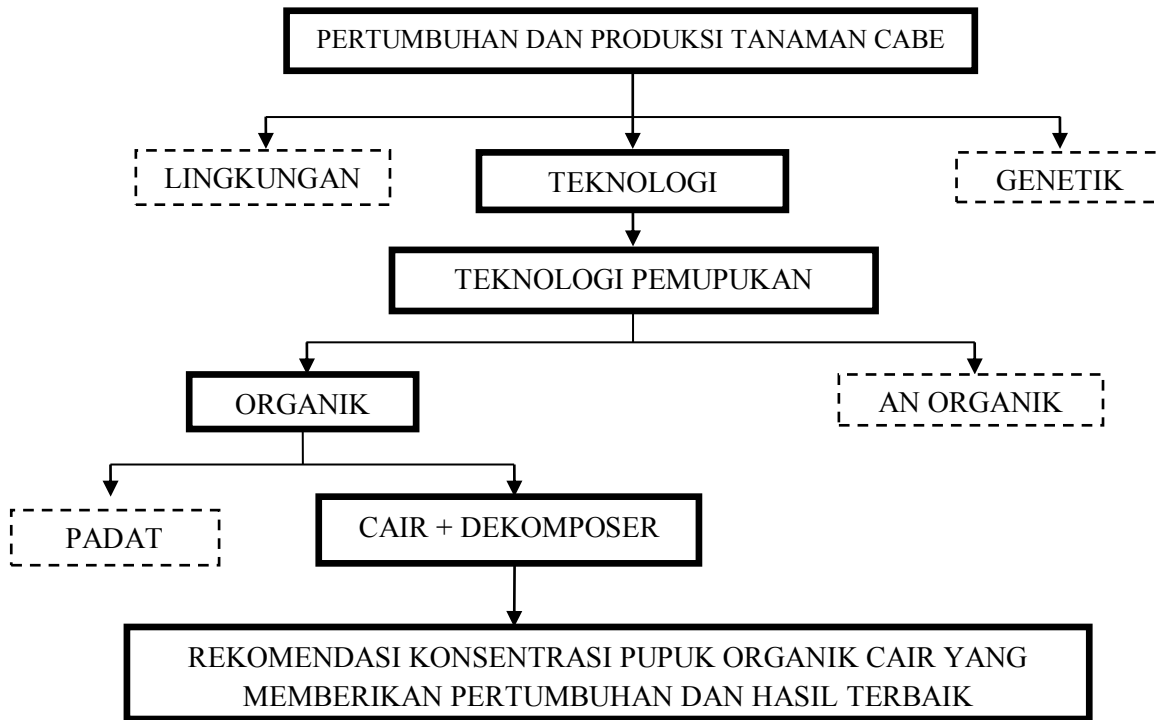 PERTUMBUHAN DAN PRODUKSI TANAMAN CABE
LINGKUNGAN
TEKNOLOGI
GENETIK
TEKNOLOGI PEMUPUKAN
ORGANIK
AN ORGANIK
PADAT
CAIR + DEKOMPOSER
REKOMENDASI KONSENTRASI PUPUK ORGANIK CAIR YANG
MEMBERIKAN PERTUMBUHAN DAN HASIL TERBAIK